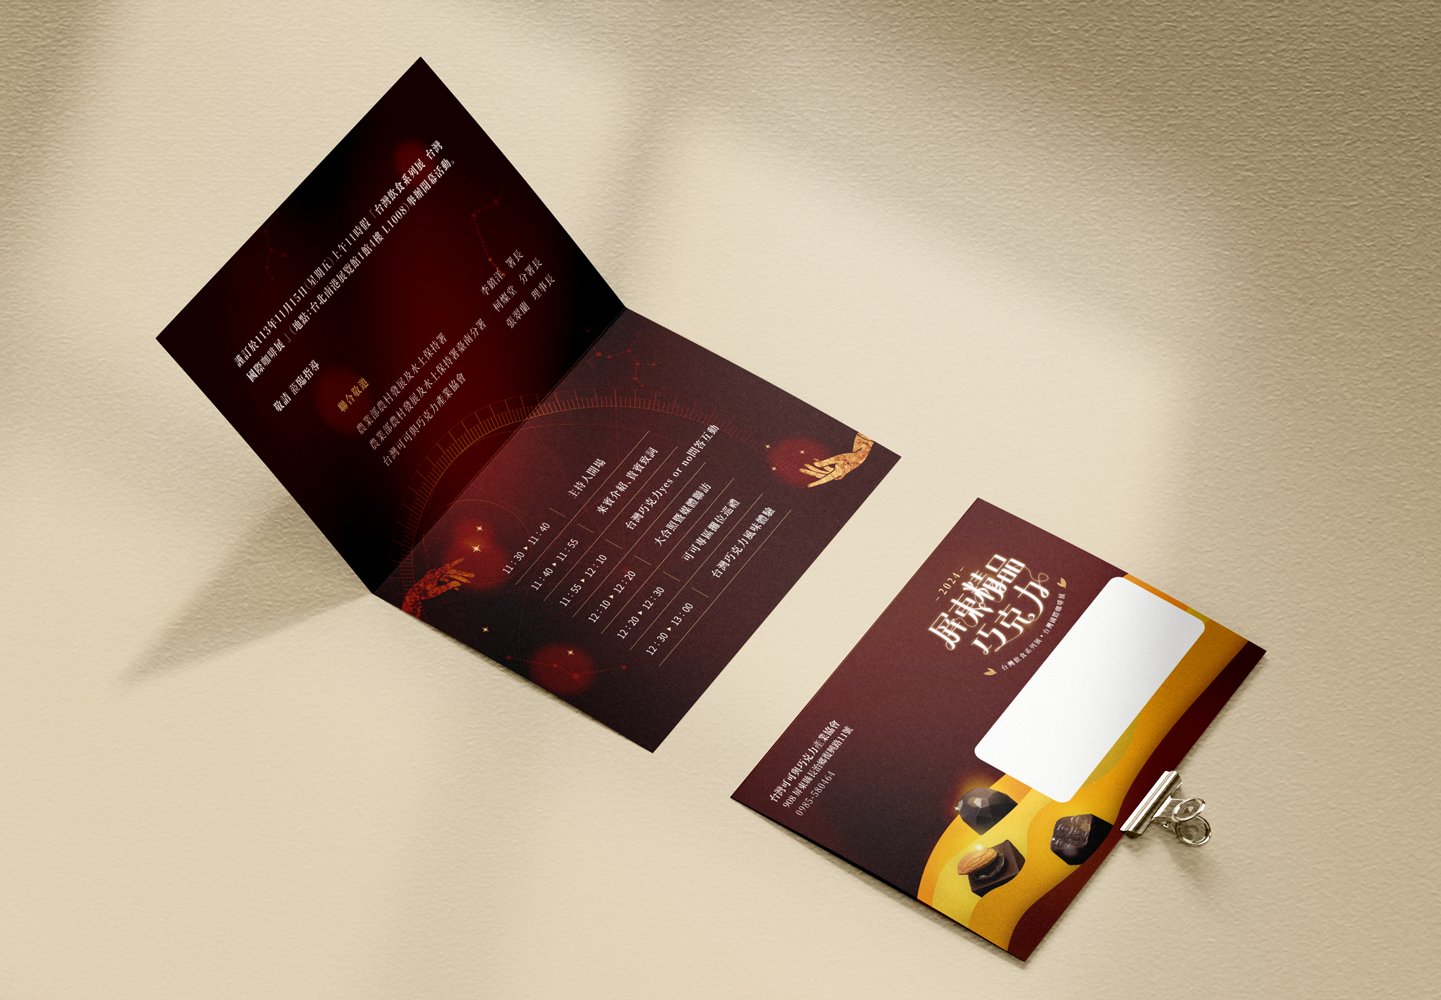 謹訂於113年11月15日(星期五)上午11時假「台灣飲食系列展 台灣
國際咖啡展」(地點:台北南港展覽館1館4樓 L1008)舉辦開幕活動。
敬請 蒞臨指導
聯合敬邀
農業部農村發展及水土保持署 李鎮洋 署長
農業部農村發展及水土保持署臺南分署 柯燦堂 分署長
台灣可可與巧克力產業協會 張翠蘭 理事長
11:30▸11:40 主持人開場
11:40▸11:55 來賓介紹、貴賓致詞
11:55▸12:10 台灣巧克力yes or no問答互動
12:10▸12:20 大合照暨媒體聯訪
12:20▸12:30 可可專區攤位巡禮
12:30▸13:00 台灣巧克力風味體驗
-2024-
屏東精品
巧克力
台灣飲食系列展•台灣國際咖啡展
台灣可可與巧克力產業協會
908 屏東縣長治鄉復興路11號
0985-580464